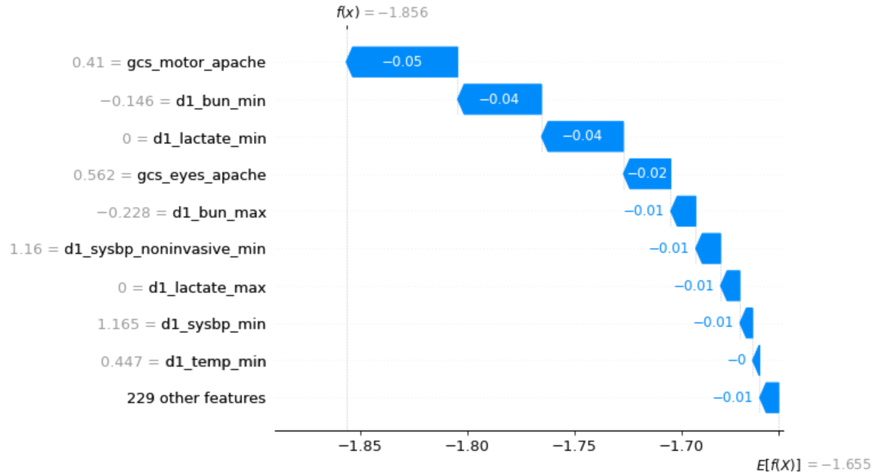 f(x) = −1.856
0.41 = gcs_motor_apache
−0.05
−0.146 = d1_bun_min
−0.04
0 = d1_lactate_min
−0.04
0.562 = gcs_eyes_apache
−0.02
−0.228 = d1_bun_max
−0.01
1.16 = d1_sysbp_noninvasive_min
−0.01
0 = d1_lactate_max
−0.01
1.165 = d1_sysbp_min
−0.01
0.447 = d1_temp_min
−0
229 other features
−0.01
−1.85 −1.80 −1.75 −1.70
E[f(X)] = −1.655